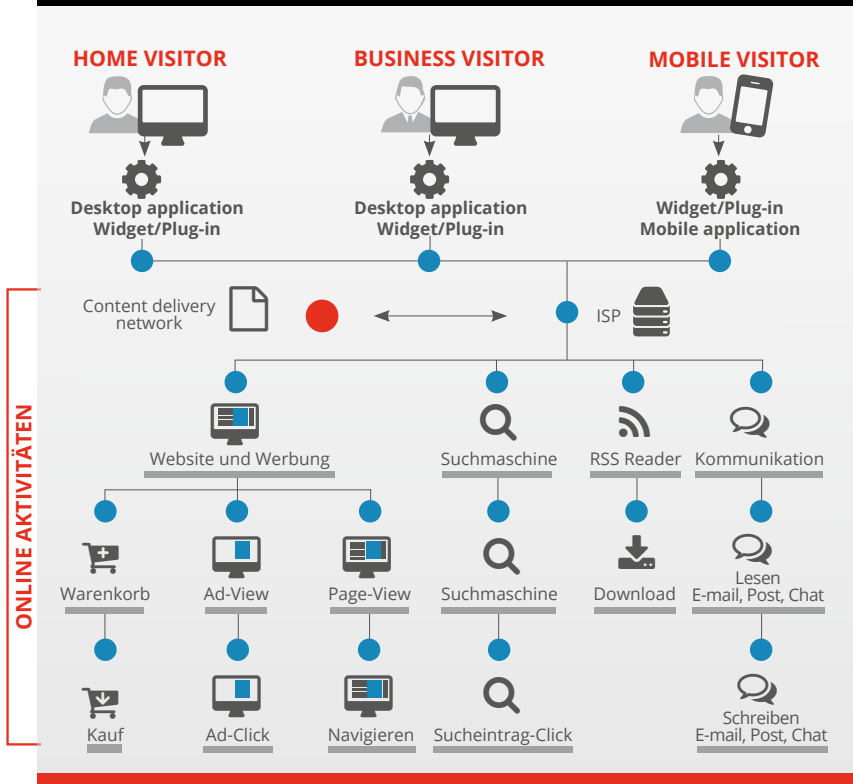 HOME VISITOR
BUSINESS VISITOR
MOBILE VISITOR
Desktop application
Widget/Plug-in
Desktop application
Widget/Plug-in
Widget/Plug-in
Mobile application
Content delivery
network
ISP
ONLINE AKTIVITÄTEN
Website und Werbung
Suchmaschine
RSS Reader
Kommunikation
Warenkorb
Ad-View
Page-View
Suchmaschine
Download
Lesen
E-mail, Post, Chat
Kauf
Ad-Click
Navigieren
Sucheintrag-Click
Schreiben
E-mail, Post, Chat